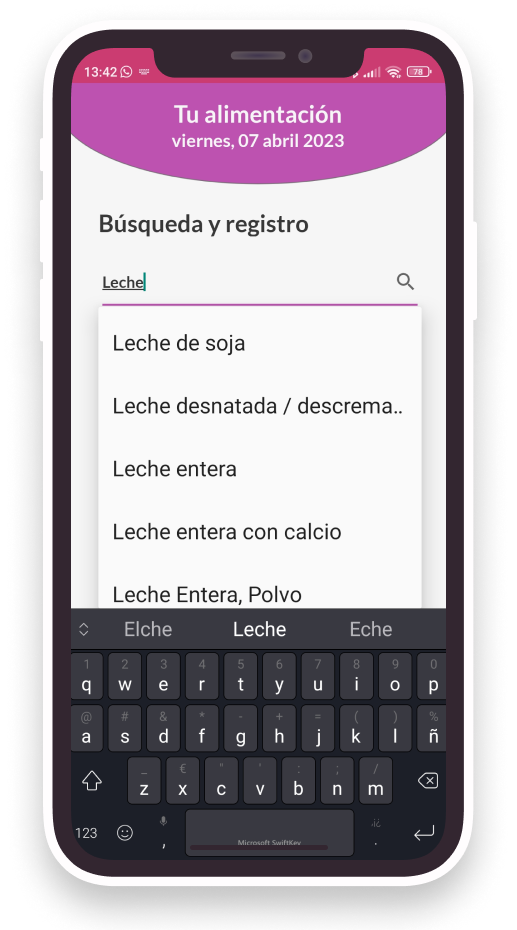 13:42 78
Tu alimentación
viernes, 07 abril 2023
Búsqueda y registro
Leche
Leche de soja
Leche desnatada / descrema..
Leche entera
Leche entera con calcio
Leche Entera, Polvo
Elche Leche Eche
1 2 3 4 5 6 7 8 9 0
q w e r t y u i o p
@ # & * - + = ( ) %
a s d f g h j k l ñ
_ € " ' : ; /
z x c v b n m
123 , Microsoft SwiftKey .